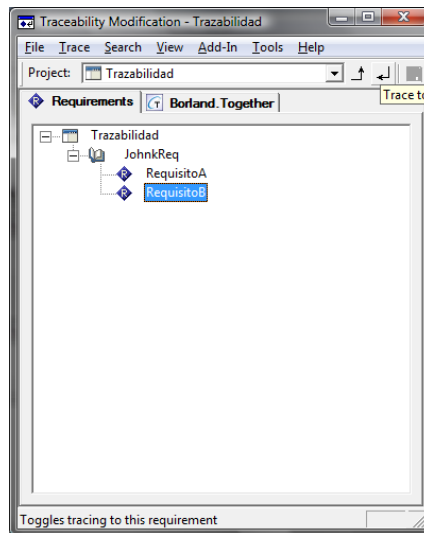 Traceability Modification - Trazabilidad
File Trace Search View Add-In Tools Help
Project: Trazabilidad
Trace to
Requirements Borland.Together
Trazabilidad
JohnkReq
RequisitoA
RequisitoB
Toggles tracing to this requirement